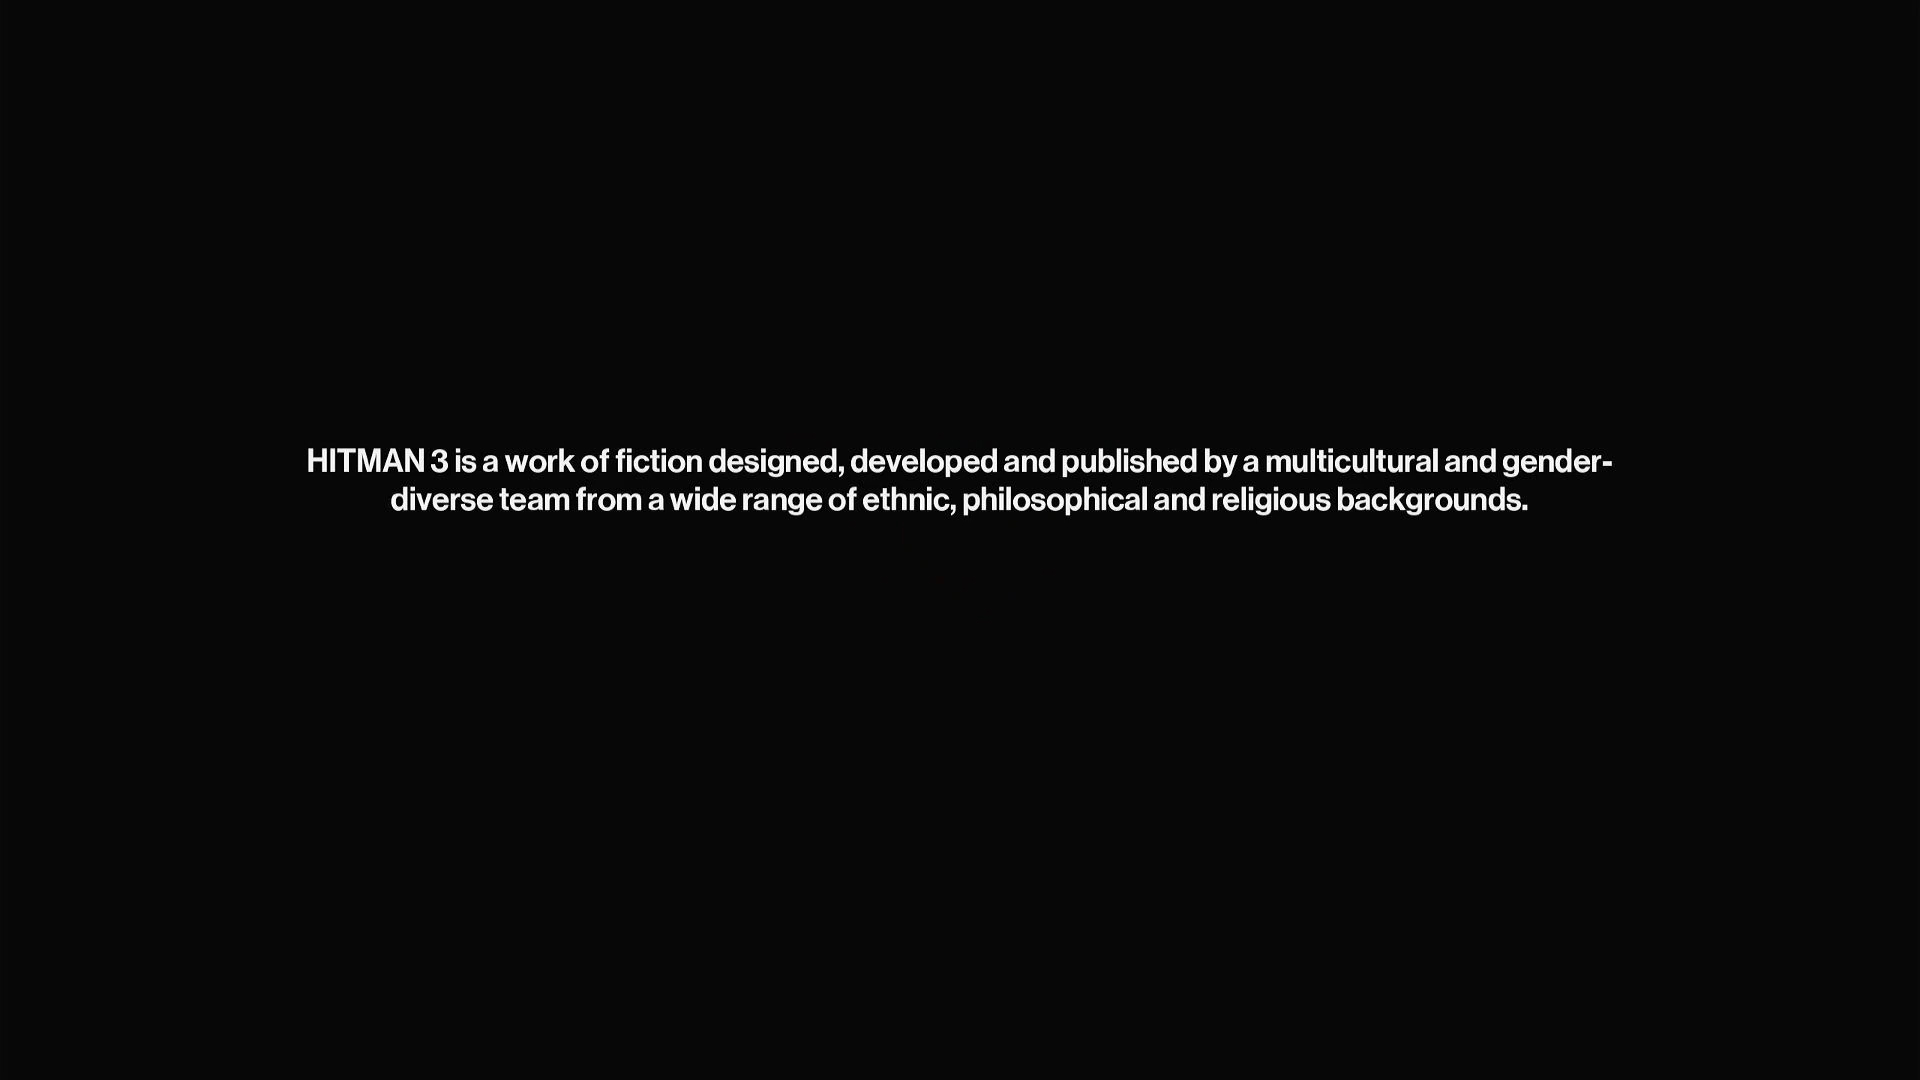 HITMAN 3 is a work of fiction designed, developed and published by a multicultural and gender-
diverse team from a wide range of ethnic, philosophical and religious backgrounds.